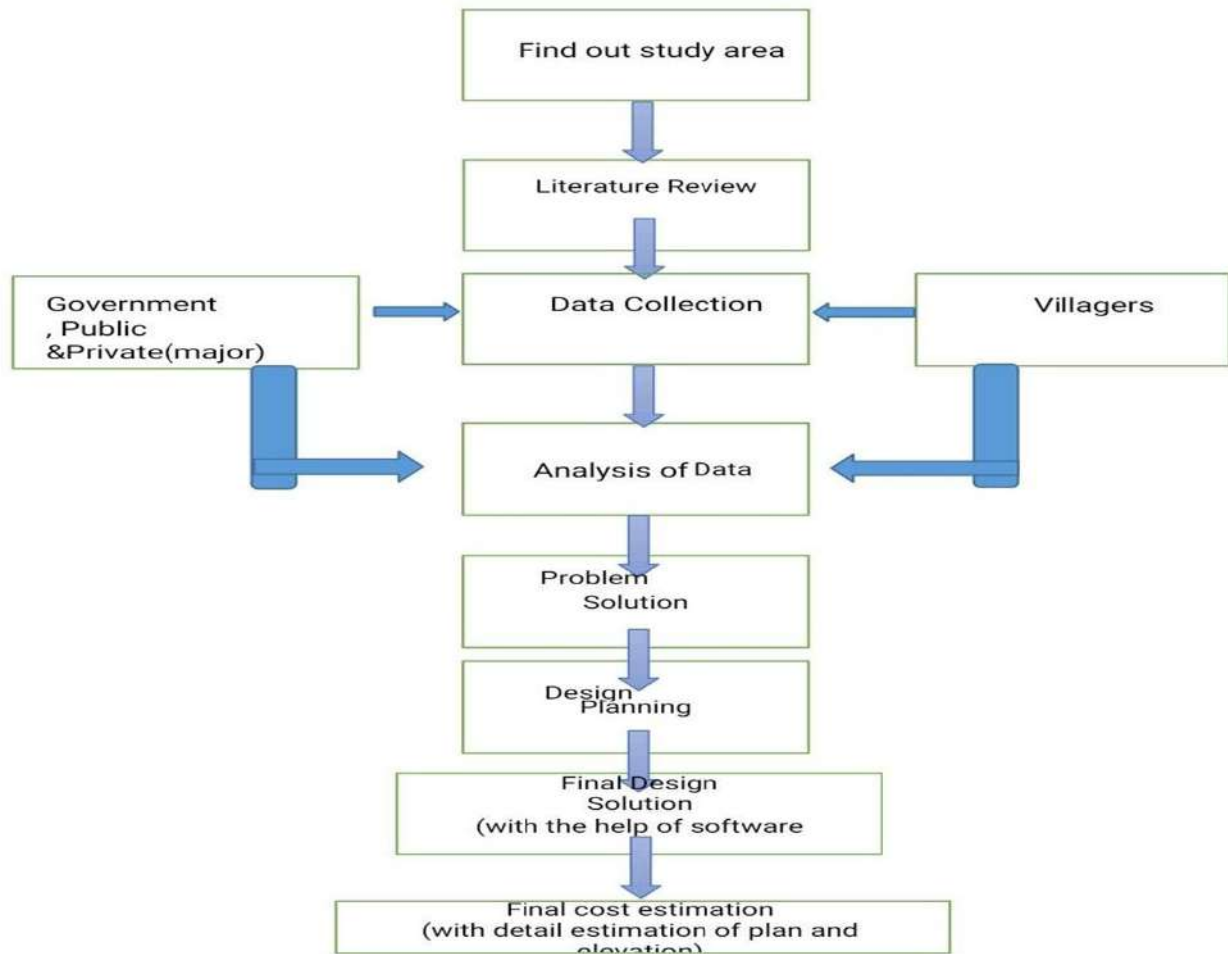 Find out study area
Literature Review
Government
, Public
&Private(major)
Data Collection
Villagers
Analysis of Data
Problem
Solution
Design
Planning
Final Design
Solution
(with the help of software
Final cost estimation
(with detail estimation of plan and
elevation)